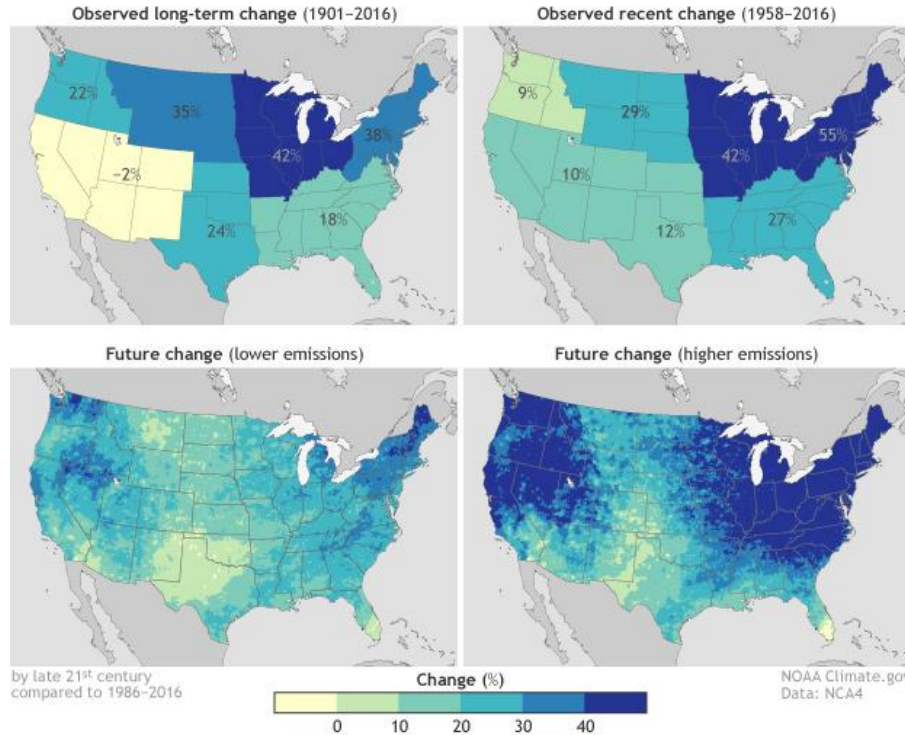 Observed long-term change (1901–2016)
Observed recent change (1958–2016)
22%
35%
42%
38%
–2%
24%
18%
9%
29%
42%
55%
10%
12%
27%
Future change (lower emissions)
Future change (higher emissions)
by late 21st century
compared to 1986–2016
Change (%)
0 10 20 30 40
NOAA Climate.gov
Data: NCA4